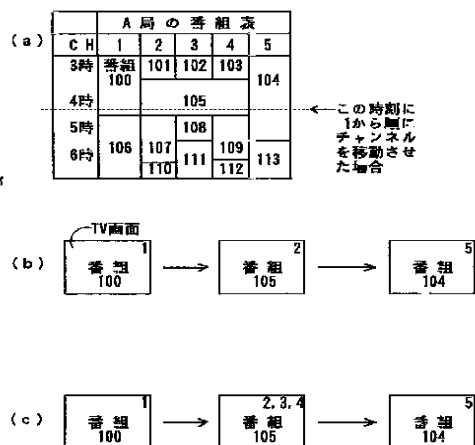 (a)
A局の番組表
CH 1 2 3 4 5
3時 番組 101 102 103
100 104
4時 105
5時 108
6時 106 107 111 109 113
110 112
この時刻に
1から順に
チャンネル
を移動させ
た場合
TV画面
(b)
1 2 5
番組 番組 番組
100 105 104
(c)
1 2,3,4 5
番組 番組 番組
100 105 104